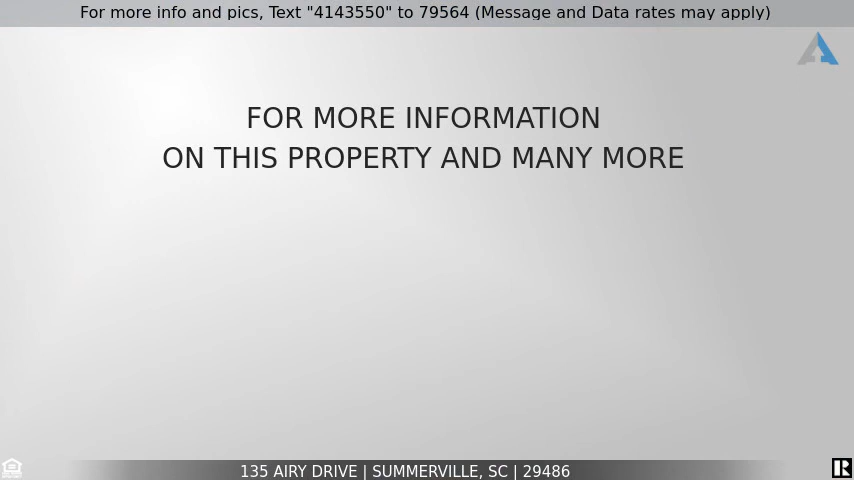 For more info and pics, Text "4143550" to 79564 (Message and Data rates may apply)
FOR MORE INFORMATION
ON THIS PROPERTY AND MANY MORE
135 AIRY DRIVE | SUMMERVILLE, SC | 29486